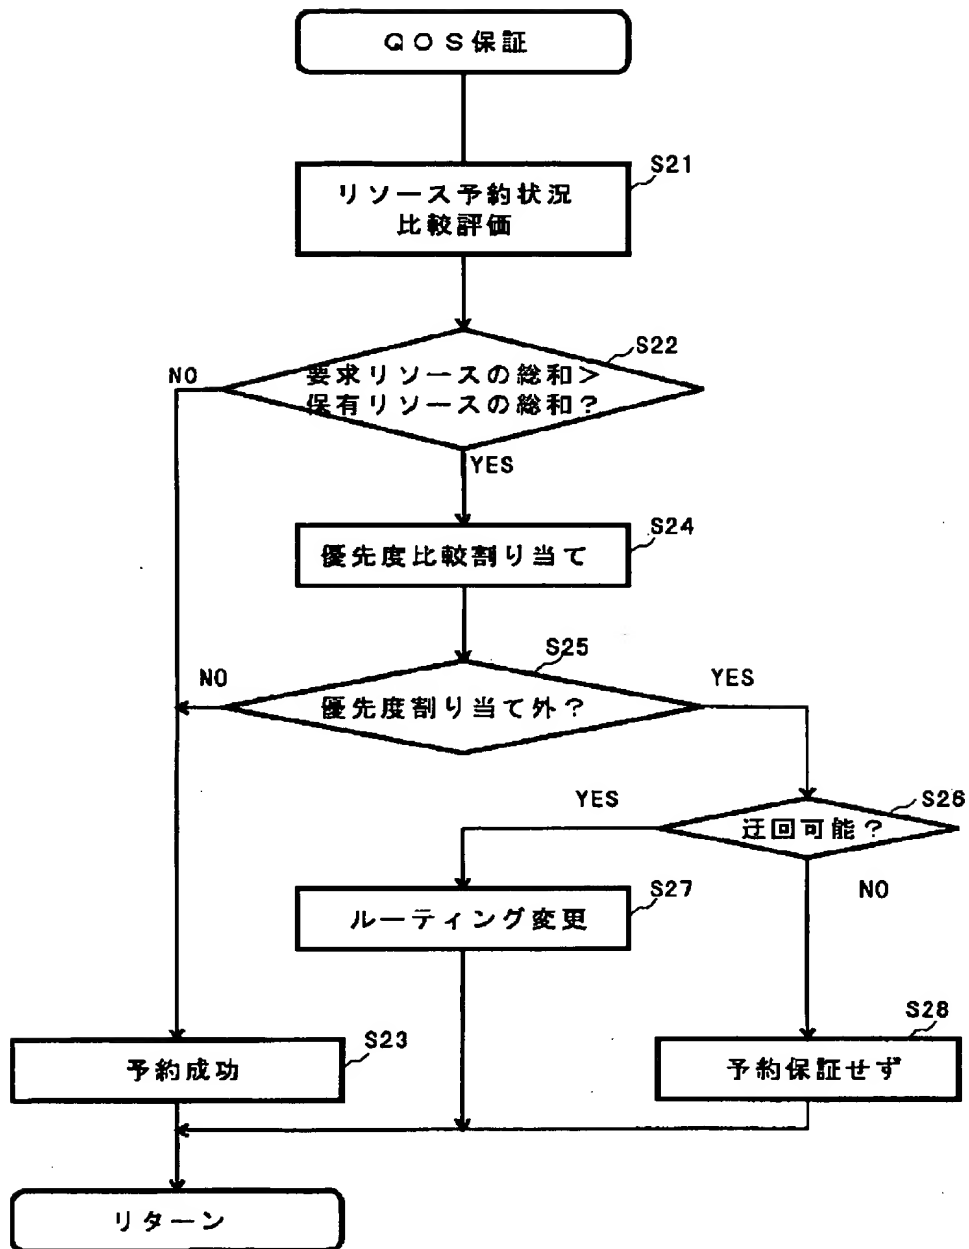 QOS保証
S21
リソース予約状況
比較評価
S22
NO
要求リソースの総和>
保有リソースの総和?
YES
S24
優先度比較割り当て
S25
NO
YES
優先度割り当て外?
YES
S26
迂回可能?
S27
NO
ルーティング変更
S28
S23
予約成功
予約保証せず
リターン